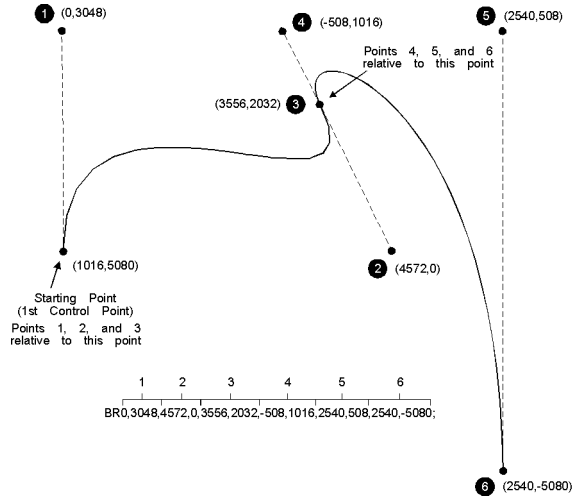 1 (0,3048)
4 (-508,1016)
5 (2540,508)
Points 4, 5, and 6
relative to this point
(3556,2032) 3
(1016,5080)
2 (4572,0)
Starting Point
(1st Control Point)
Points 1, 2, and 3
relative to this point
1 2 3 4 5 6
BR0,3048,4572,0,3556,2032,-508,1016,2540,508,2540,-5080;
6 (2540,-5080)